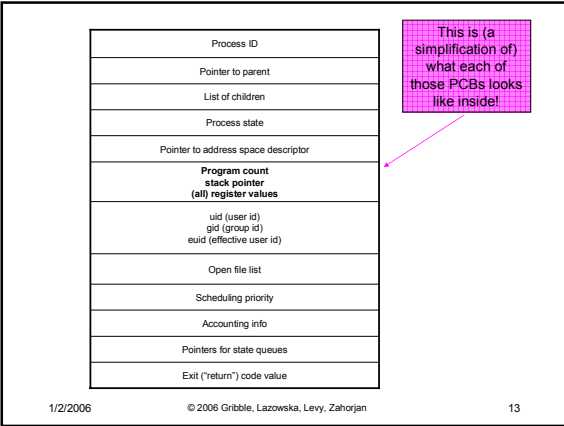 Process ID
Pointer to parent
List of children
Process state
Pointer to address space descriptor
Program count
stack pointer
(all) register values
uid (user id)
gid (group id)
euid (effective user id)
Open file list
Scheduling priority
Accounting info
Pointers for state queues
Exit (“return”) code value
This is (a
simplification of)
what each of
those PCBs looks
like inside!
1/2/2006
© 2006 Gribble, Lazowska, Levy, Zahorjan
13